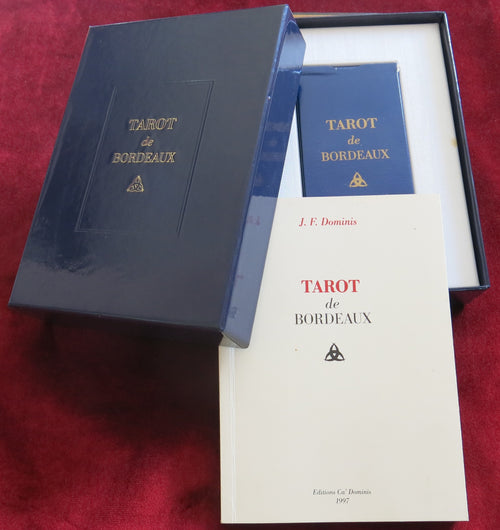 TAROT
de
BORDEAUX
TAROT
de
BORDEAUX
J. F. Dominis
TAROT
de
BORDEAUX
Editions Ca' Dominis
1997